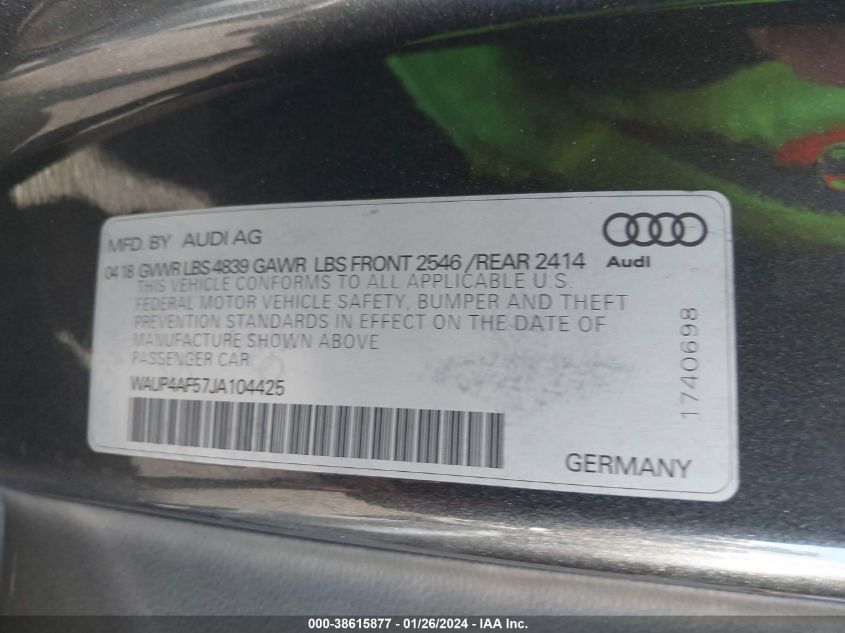 MFD. BY AUDI AG
0418 GVWR LBS 4839 GAWR LBS FRONT 2546 / REAR 2414
Audi
THIS VEHICLE CONFORMS TO ALL APPLICABLE U.S.
FEDERAL MOTOR VEHICLE SAFETY, BUMPER AND THEFT
PREVENTION STANDARDS IN EFFECT ON THE DATE OF
MANUFACTURE SHOWN ABOVE
PASSENGER CAR
WAUP4AF57JA104425
1740698
GERMANY
000-38615877 - 01/26/2024 - IAA Inc.